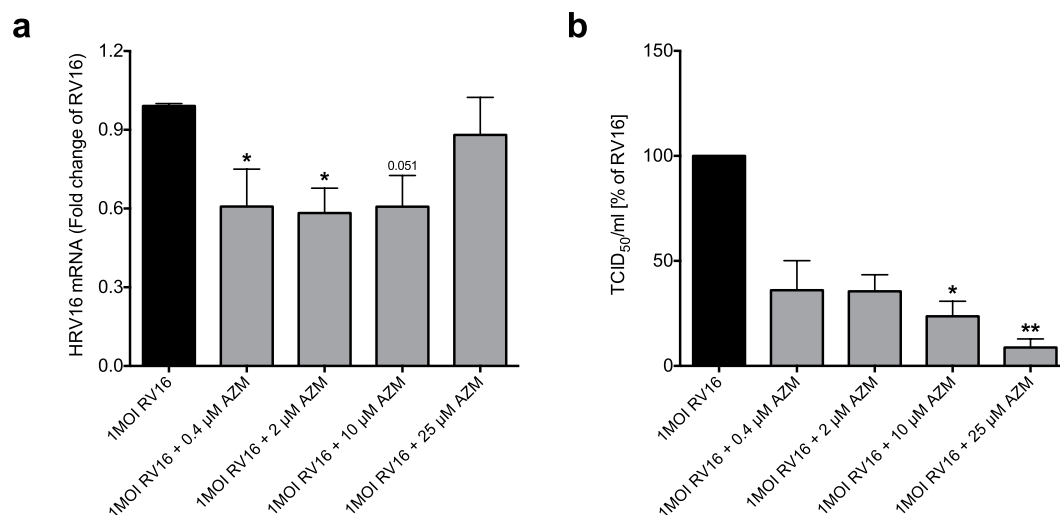 a
HRV16 mRNA (Fold change of RV16)
1.2
0.9
0.6
0.3
0.0
*
*
0.051
1MOI RV16
1MOI RV16 + 0.4 µM AZM
1MOI RV16 + 2 µM AZM
1MOI RV16 + 10 µM AZM
1MOI RV16 + 25 µM AZM
b
TCID50/ml [% of RV16]
150
100
50
0
*
**
1MOI RV16
1MOI RV16 + 0.4 µM AZM
1MOI RV16 + 2 µM AZM
1MOI RV16 + 10 µM AZM
1MOI RV16 + 25 µM AZM